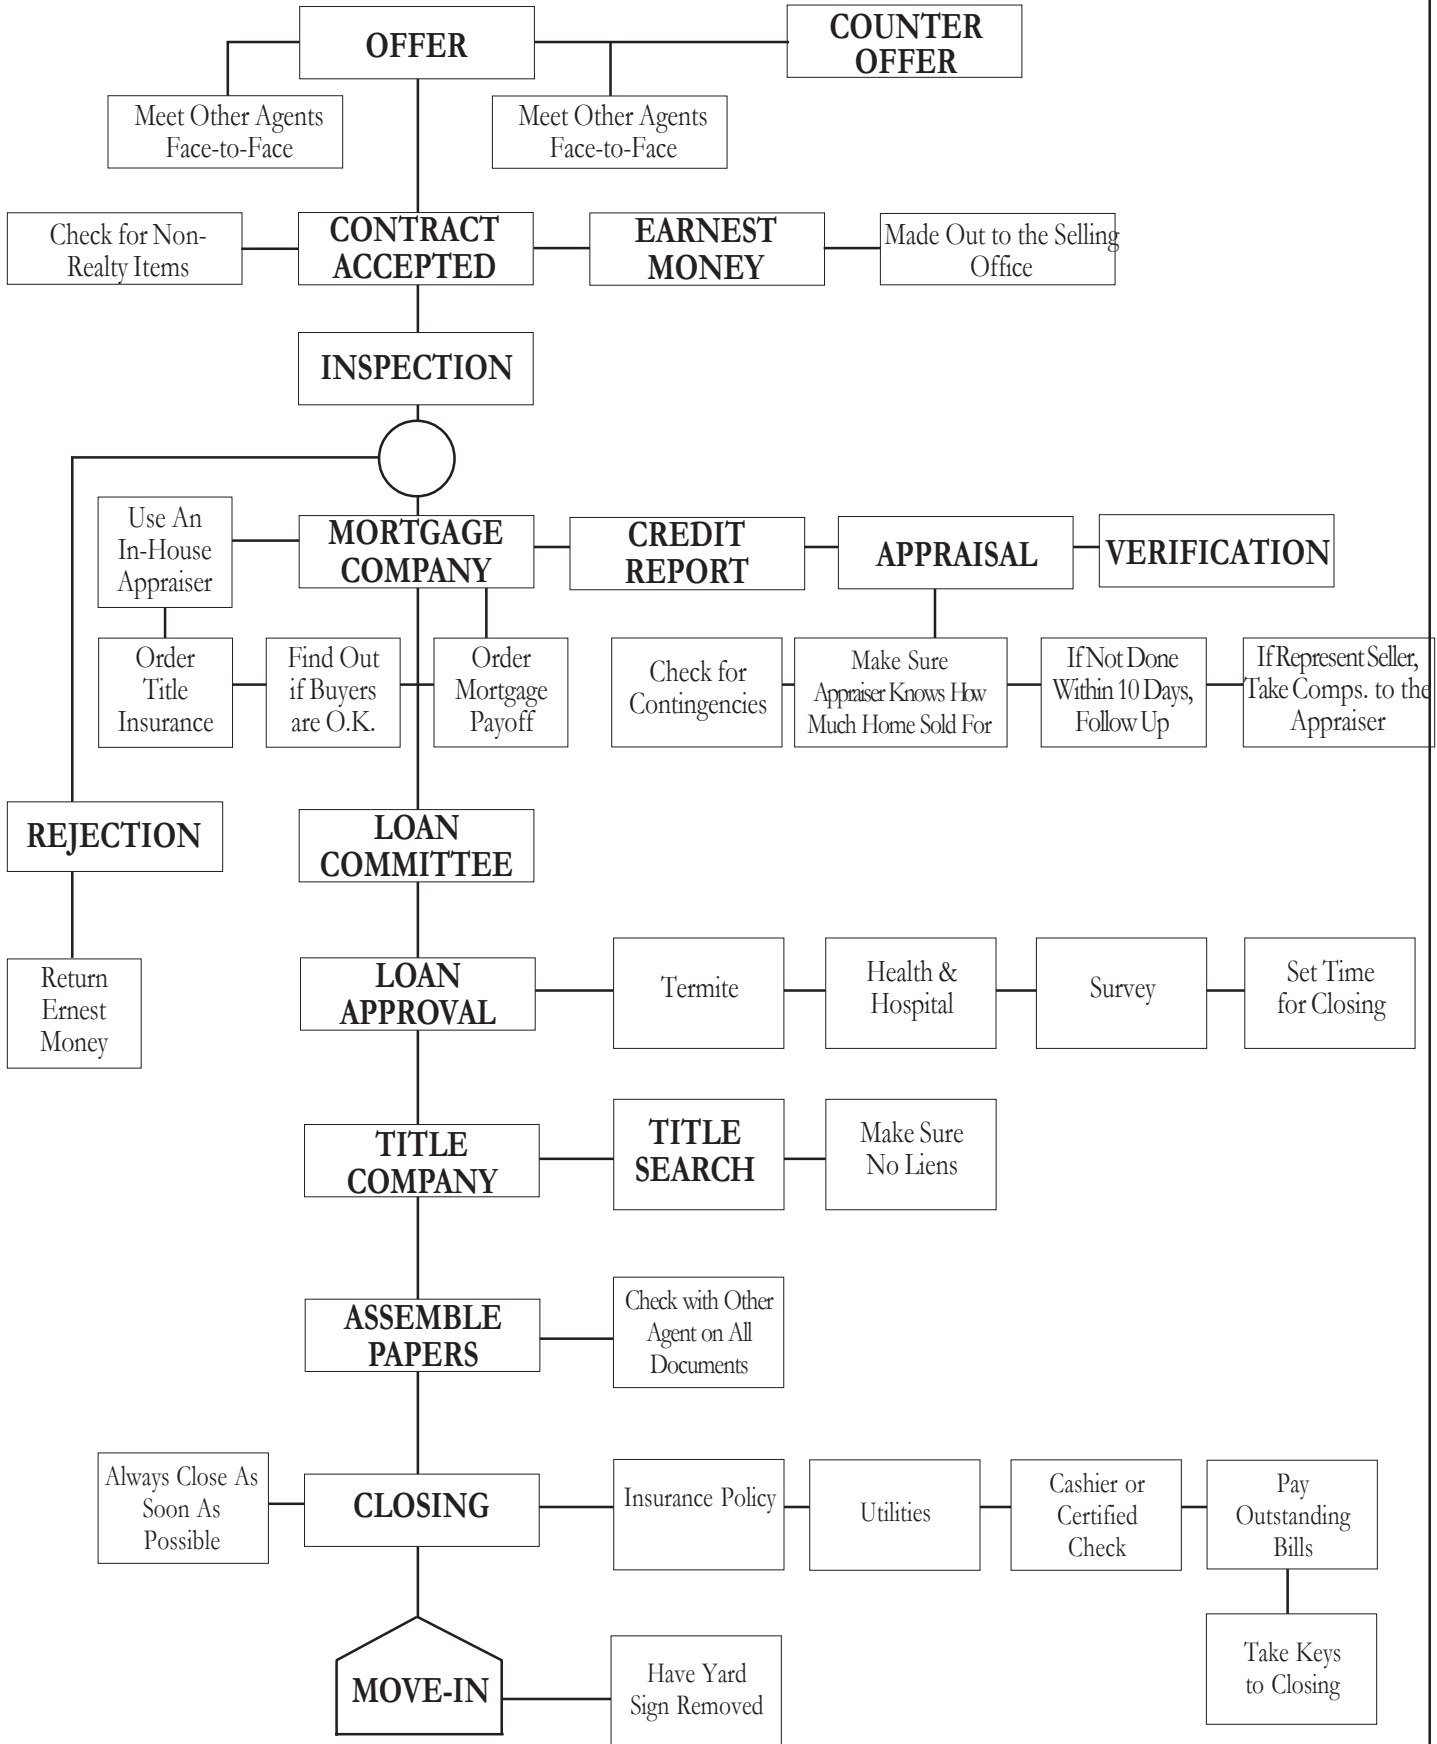 OFFER
COUNTER
OFFER
Meet Other Agents
Face-to-Face
Meet Other Agents
Face-to-Face
Check for Non-
Realty Items
CONTRACT
ACCEPTED
EARNEST
MONEY
Made Out to the Selling
Office
INSPECTION
Use An
In-House
Appraiser
MORTGAGE
COMPANY
CREDIT
REPORT
APPRAISAL
VERIFICATION
Order
Title
Insurance
Find Out
if Buyers
are O.K.
Order
Mortgage
Payoff
Check for
Contingencies
Make Sure
Appraiser Knows How
Much Home Sold For
If Not Done
Within 10 Days,
Follow Up
If Represent Seller,
Take Comps. to the
Appraiser
REJECTION
LOAN
COMMITTEE
Return
Ernest
Money
LOAN
APPROVAL
Termite
Health &
Hospital
Survey
Set Time
for Closing
TITLE
COMPANY
TITLE
SEARCH
Make Sure
No Liens
ASSEMBLE
PAPERS
Check with Other
Agent on All
Documents
Always Close As
Soon As
Possible
CLOSING
Insurance Policy
Utilities
Cashier or
Certified
Check
Pay
Outstanding
Bills
MOVE-IN
Have Yard
Sign Removed
Take Keys
to Closing